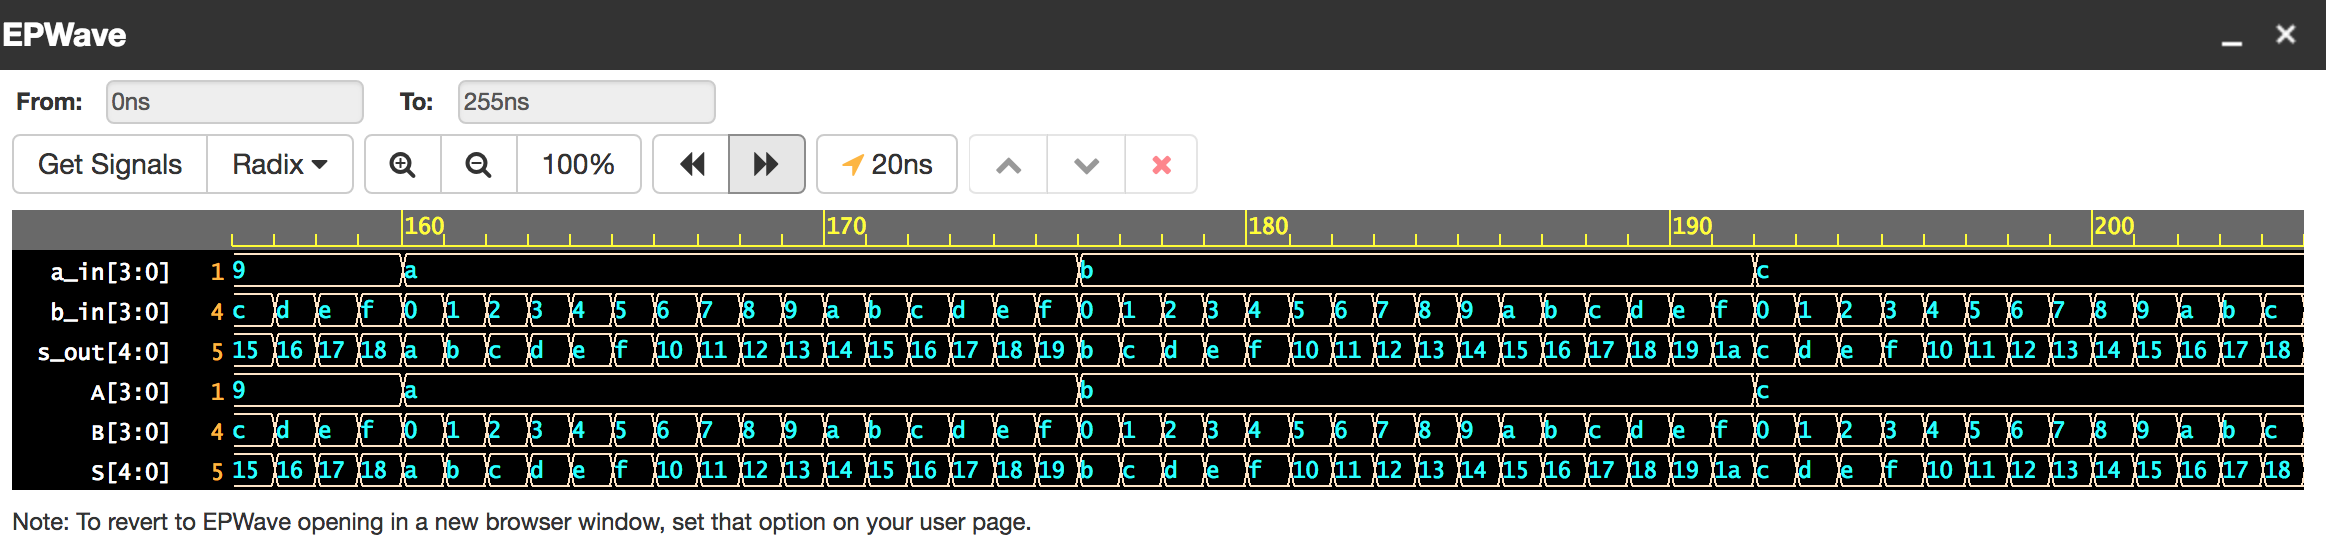 EPWave
From: 0ns To: 255ns
Get Signals Radix 100% 20ns
160 170 180 190 200
a_in[3:0] 1 9 a b c
b_in[3:0] 4 c d e f 0 1 2 3 4 5 6 7 8 9 a b c d e f 0 1 2 3 4 5 6 7 8 9 a b c d e f 0 1 2 3 4 5 6 7 8 9 a b c
s_out[4:0] 5 15 16 17 18 a b c d e f 10 11 12 13 14 15 16 17 18 19 b c d e f 10 11 12 13 14 15 16 17 18 19 1a c d e f 10 11 12 13 14 15 16 17 18
A[3:0] 1 9 a b c
B[3:0] 4 c d e f 0 1 2 3 4 5 6 7 8 9 a b c d e f 0 1 2 3 4 5 6 7 8 9 a b c d e f 0 1 2 3 4 5 6 7 8 9 a b c
S[4:0] 5 15 16 17 18 a b c d e f 10 11 12 13 14 15 16 17 18 19 b c d e f 10 11 12 13 14 15 16 17 18 19 1a c d e f 10 11 12 13 14 15 16 17 18
Note: To revert to EPWave opening in a new browser window, set that option on your user page.